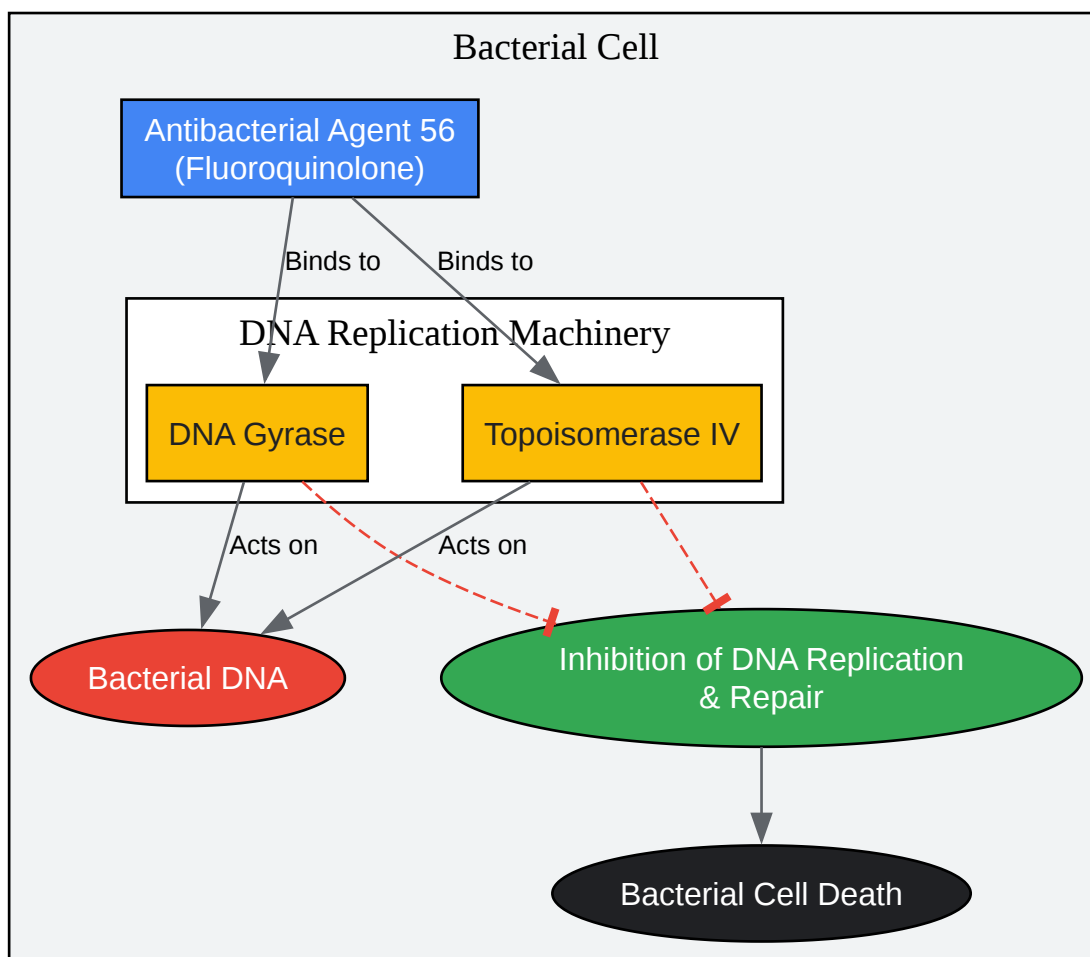 Bacterial Cell
Antibacterial Agent 56
(Fluoroquinolone)
Binds to
Binds to
DNA Replication Machinery
DNA Gyrase
Topoisomerase IV
Acts on
Acts on
Bacterial DNA
Inhibition of DNA Replication
& Repair
Bacterial Cell Death